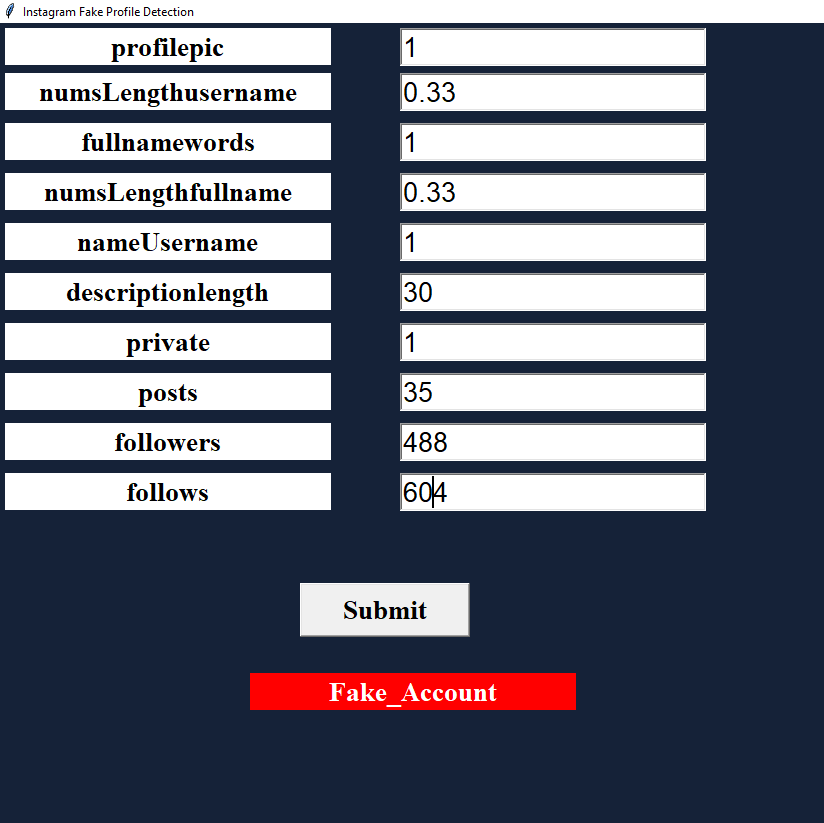 Instagram Fake Profile Detection
profilepic 1
numsLengthusername 0.33
fullnamewords 1
numsLengthfullname 0.33
nameUsername 1
descriptionlength 30
private 1
posts 35
followers 488
follows 604
Submit
Fake_Account